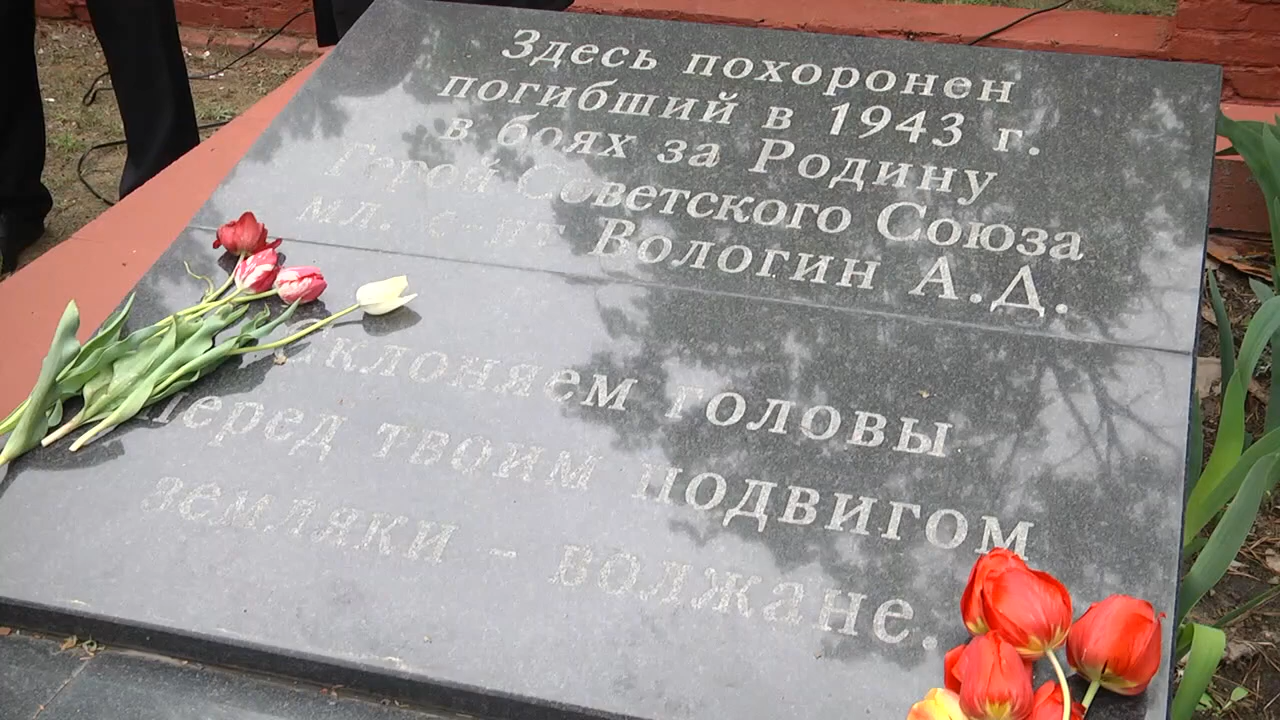 Здесь похоронен
погибший в 1943 г.
в боях за Родину
Герой Советского Союза
мл. с-нт Вологин А.Д.
Склоняем головы
перед твоим подвигом
земляки - волжане.